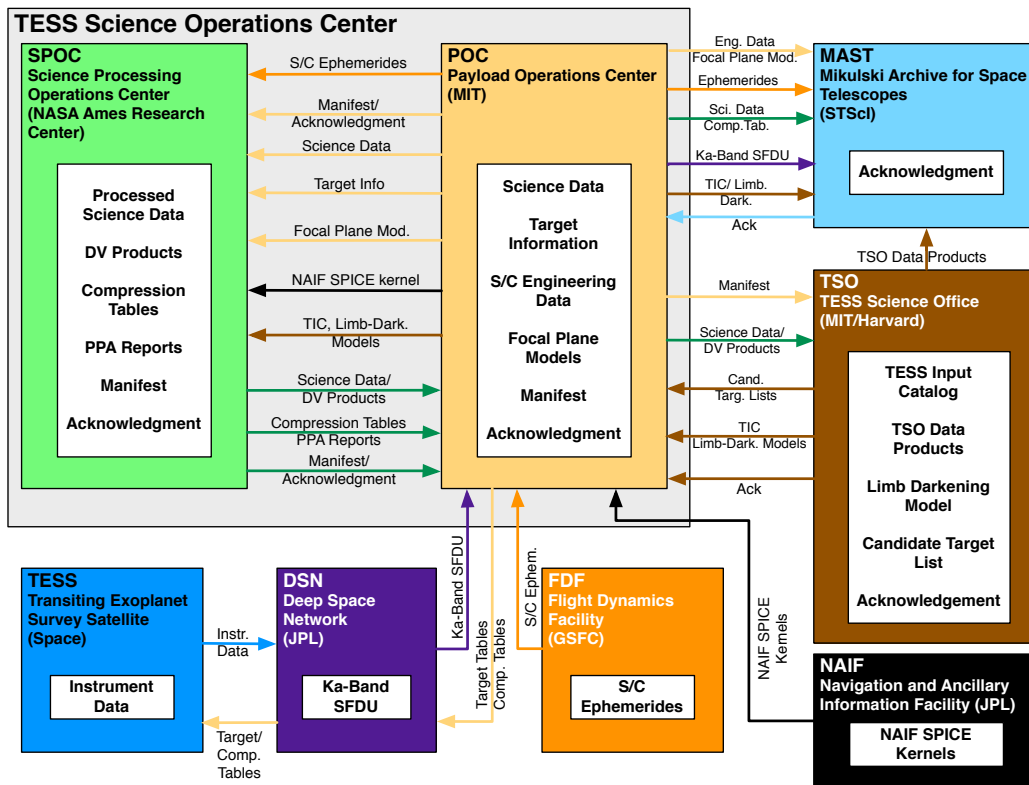 TESS Science Operations Center
SPOC
Science Processing
Operations Center
(NASA Ames Research
Center)
Processed
Science Data
DV Products
Compression
Tables
PPA Reports
Manifest
Acknowledgment
S/C Ephemerides
Manifest/
Acknowledgment
Science Data
Target Info
Focal Plane Mod.
NAIF SPICE kernel
TIC, Limb-Dark.
Models
Science Data/
DV Products
Compression Tables
PPA Reports
Manifest/
Acknowledgment
POC
Payload Operations Center
(MIT)
Science Data
Target
Information
S/C Engineering
Data
Focal Plane
Models
Manifest
Acknowledgment
Eng. Data
Focal Plane Mod.
Ephemerides
Sci. Data
Comp.Tab.
Ka-Band SFDU
TIC/ Limb.
Dark.
Ack
Manifest
Science Data/
DV Products
Cand.
Targ. Lists
TIC
Limb-Dark. Models
Ack
MAST
Mikulski Archive for Space
Telescopes
(STScI)
Acknowledgment
TSO Data Products
TSO
TESS Science Office
(MIT/Harvard)
TESS Input
Catalog
TSO Data
Products
Limb Darkening
Model
Candidate Target
List
Acknowledgement
TESS
Transiting Exoplanet
Survey Satellite
(Space)
Instrument
Data
Instr.
Data
Target/
Comp.
Tables
DSN
Deep Space
Network
(JPL)
Ka-Band
SFDU
Ka-Band SFDU
Target Tables
Comp. Tables
S/C Ephem.
FDF
Flight Dynamics
Facility
(GSFC)
S/C
Ephemerides
NAIF SPICE
Kernels
NAIF
Navigation and Ancillary
Information Facility (JPL)
NAIF SPICE
Kernels